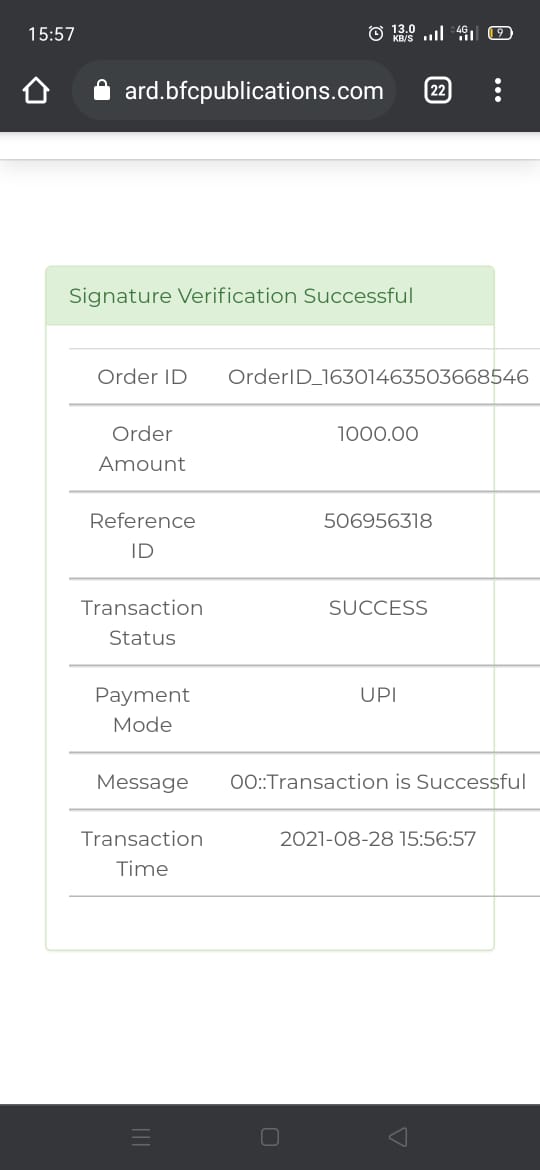 15:57
13.0
KB/S
4G
9
ard.bfcpublications.com
22
Signature Verification Successful
Order ID OrderID_16301463503668546
Order
Amount
1000.00
Reference
ID
506956318
Transaction
Status
SUCCESS
Payment
Mode
UPI
Message 00::Transaction is Successful
Transaction
Time
2021-08-28 15:56:57